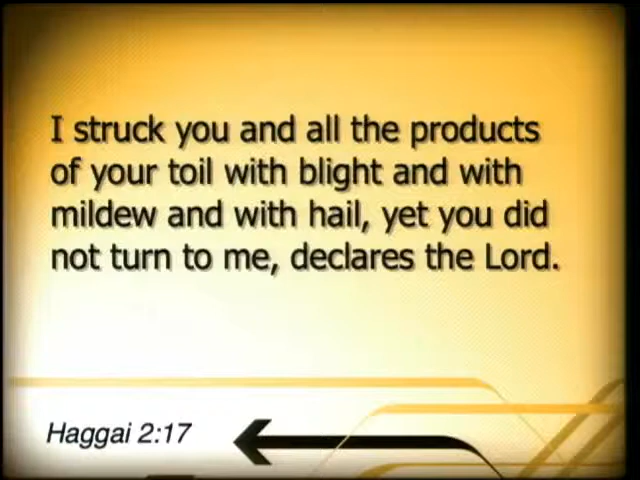 I struck you and all the products
of your toil with blight and with
mildew and with hail, yet you did
not turn to me, declares the Lord.
Haggai 2:17